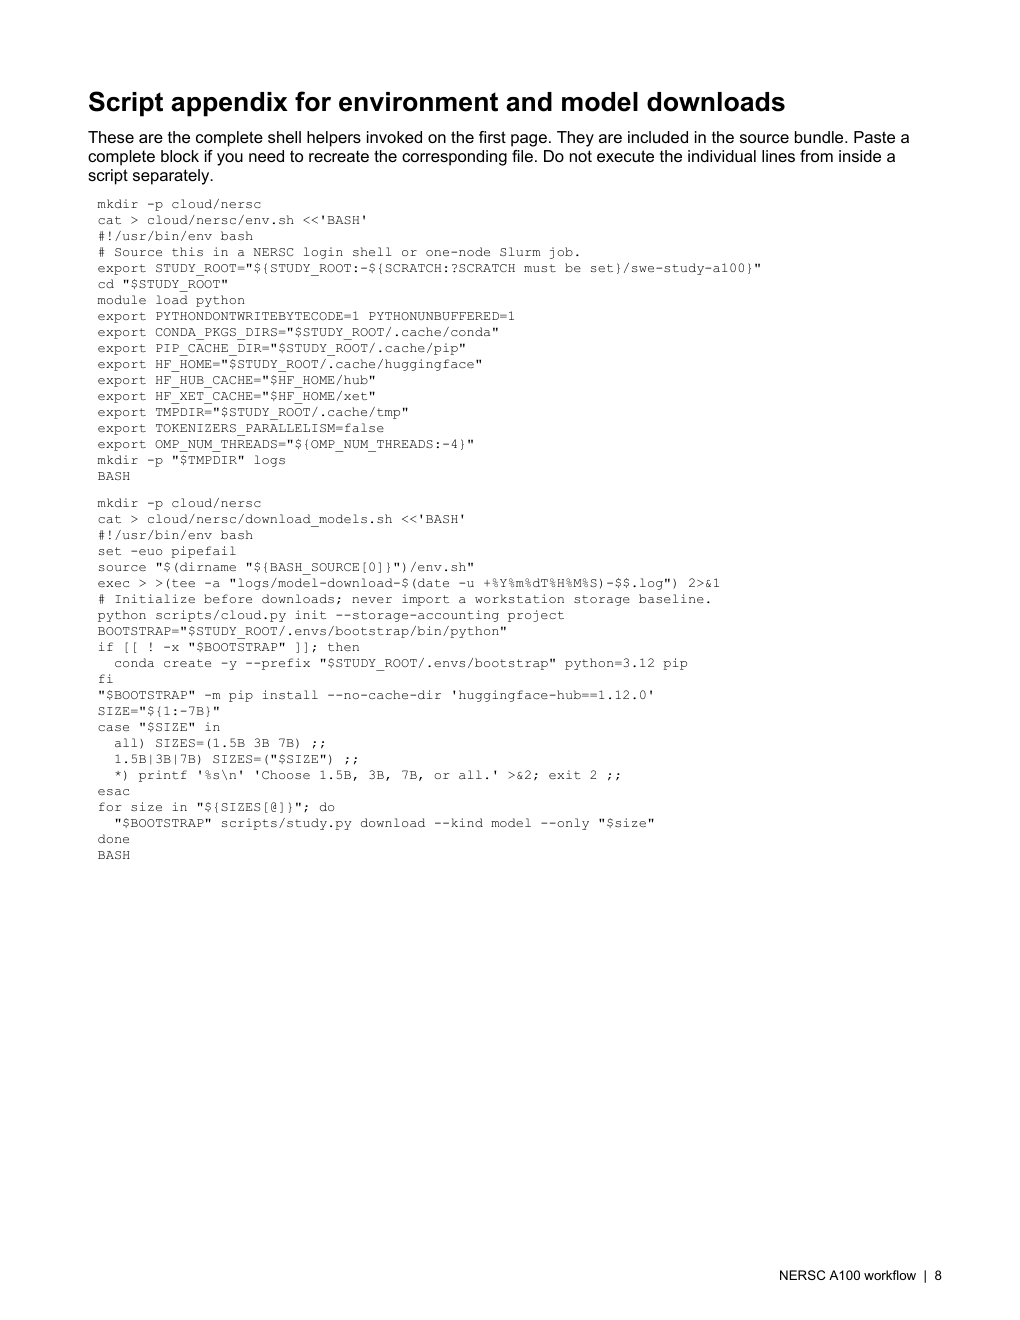 Script appendix for environment and model downloads
These are the complete shell helpers invoked on the first page. They are included in the source bundle. Paste a
complete block if you need to recreate the corresponding file. Do not execute the individual lines from inside a
script separately.
mkdir -p cloud/nersc
cat > cloud/nersc/env.sh <<'BASH'
#!/usr/bin/env bash
# Source this in a NERSC login shell or one-node Slurm job.
export STUDY_ROOT="${STUDY_ROOT:-${SCRATCH:?SCRATCH must be set}/swe-study-a100}"
cd "$STUDY_ROOT"
module load python
export PYTHONDONTWRITEBYTECODE=1 PYTHONUNBUFFERED=1
export CONDA_PKGS_DIRS="$STUDY_ROOT/.cache/conda"
export PIP_CACHE_DIR="$STUDY_ROOT/.cache/pip"
export HF_HOME="$STUDY_ROOT/.cache/huggingface"
export HF_HUB_CACHE="$HF_HOME/hub"
export HF_XET_CACHE="$HF_HOME/xet"
export TMPDIR="$STUDY_ROOT/.cache/tmp"
export TOKENIZERS_PARALLELISM=false
export OMP_NUM_THREADS="${OMP_NUM_THREADS:-4}"
mkdir -p "$TMPDIR" logs
BASH
mkdir -p cloud/nersc
cat > cloud/nersc/download_models.sh <<'BASH'
#!/usr/bin/env bash
set -euo pipefail
source "$(dirname "${BASH_SOURCE[0]}")/env.sh"
exec > >(tee -a "logs/model-download-$(date -u +%Y%m%dT%H%M%S)-$$.log") 2>&1
# Initialize before downloads; never import a workstation storage baseline.
python scripts/cloud.py init --storage-accounting project
BOOTSTRAP="$STUDY_ROOT/.envs/bootstrap/bin/python"
if [[ ! -x "$BOOTSTRAP" ]]; then
  conda create -y --prefix "$STUDY_ROOT/.envs/bootstrap" python=3.12 pip
fi
"$BOOTSTRAP" -m pip install --no-cache-dir 'huggingface-hub==1.12.0'
SIZE="${1:-7B}"
case "$SIZE" in
  all) SIZES=(1.5B 3B 7B) ;;
  1.5B|3B|7B) SIZES=("$SIZE") ;;
  *) printf '%s\n' 'Choose 1.5B, 3B, 7B, or all.' >&2; exit 2 ;;
esac
for size in "${SIZES[@]}"; do
  "$BOOTSTRAP" scripts/study.py download --kind model --only "$size"
done
BASH
NERSC A100 workflow | 8